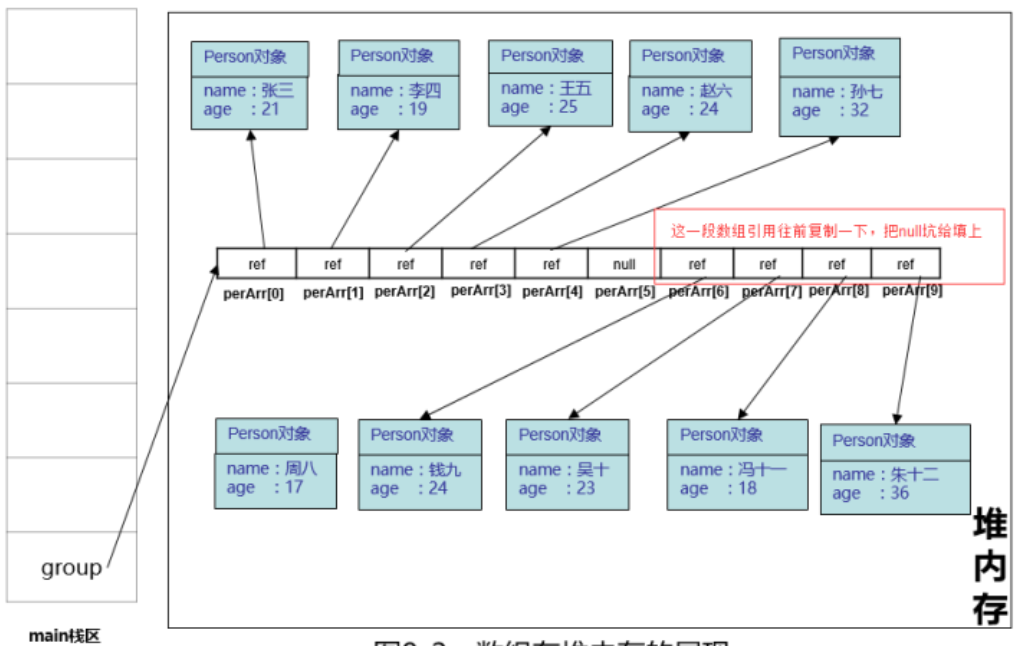 Person对象
name：张三
age ：21
Person对象
name：李四
age ：19
Person对象
name：王五
age ：25
Person对象
name：赵六
age ：24
Person对象
name：孙七
age ：32
这一段数组引用往前复制一下，把null坑给填上
ref ref ref ref ref null ref ref ref ref
perArr[0] perArr[1] perArr[2] perArr[3] perArr[4] perArr[5] perArr[6] perArr[7] perArr[8] perArr[9]
Person对象
name：周八
age ：17
Person对象
name：钱九
age ：24
Person对象
name：吴十
age ：23
Person对象
name：冯十一
age ：18
Person对象
name：朱十二
age ：36
堆
内
存
group
main栈区